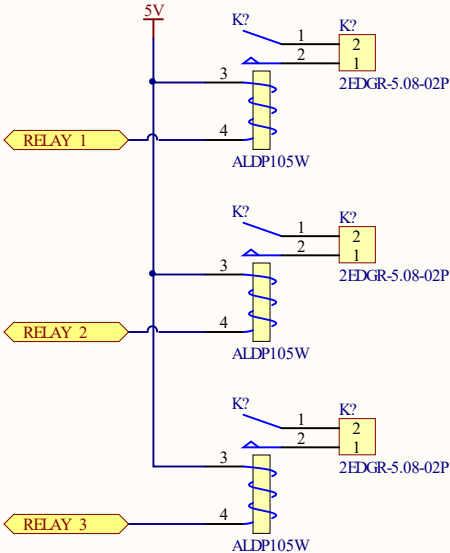 5V
K? K?
1 2
2 1
3 2EDGR-5.08-02P
RELAY 1 4
ALDP105W
K? K?
1 2
2 1
3 2EDGR-5.08-02P
RELAY 2 4
ALDP105W
K? K?
1 2
2 1
3 2EDGR-5.08-02P
RELAY 3 4
ALDP105W